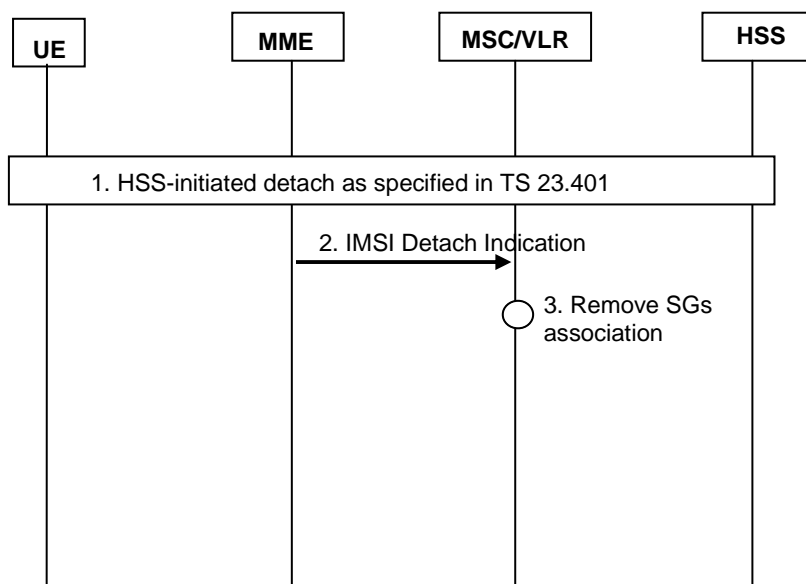 UE
MME
MSC/VLR
HSS
1. HSS-initiated detach as specified in TS 23.401
2. IMSI Detach Indication
3. Remove SGs
association